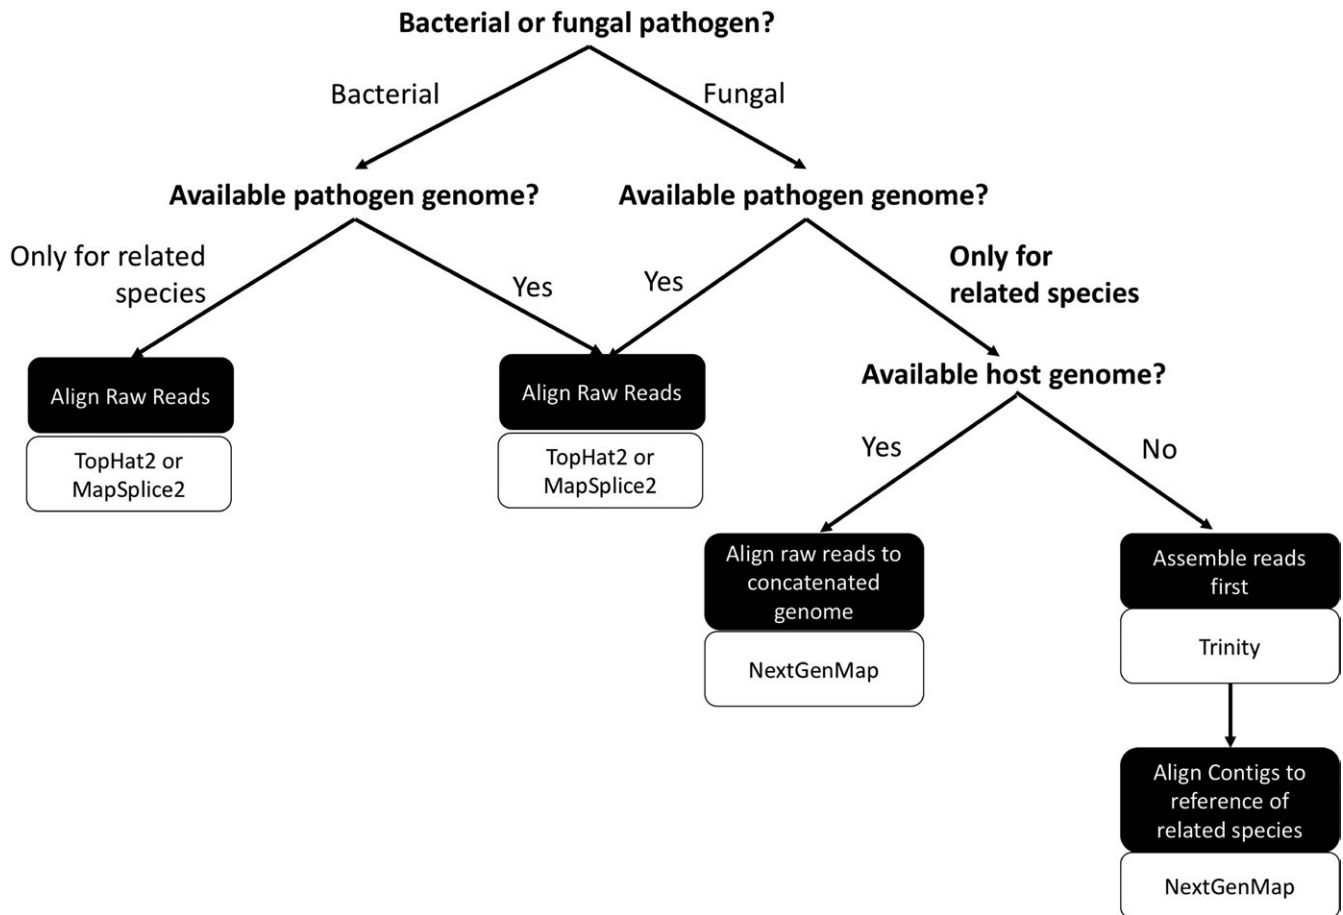 Bacterial or fungal pathogen?
Bacterial
Fungal
Available pathogen genome?
Available pathogen genome?
Only for related
species
Yes
Yes
Only for
related species
Align Raw Reads
TopHat2 or
MapSplice2
Align Raw Reads
TopHat2 or
MapSplice2
Available host genome?
Yes
No
Align raw reads to
concatenated
genome
NextGenMap
Assemble reads
first
Trinity
Align Contigs to
reference of
related species
NextGenMap